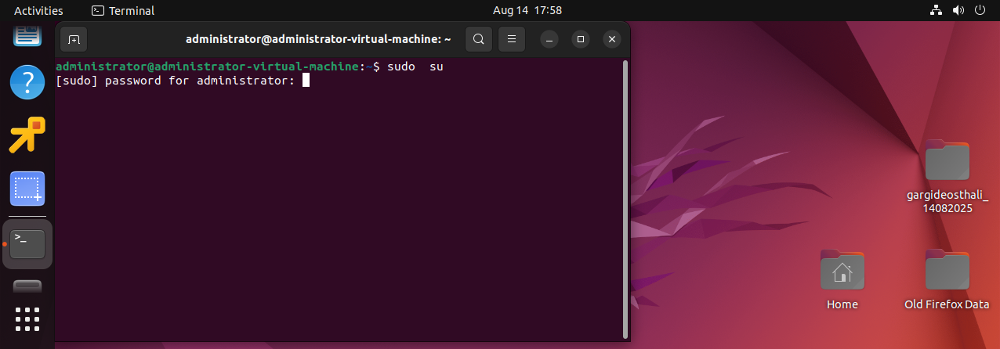 Activities
Terminal
Aug 14 17:58
administrator@administrator-virtual-machine: ~
administrator@administrator-virtual-machine:~$ sudo  su
[sudo] password for administrator:
?
>_
gargideosthali_
14082025
Home
Old Firefox Data